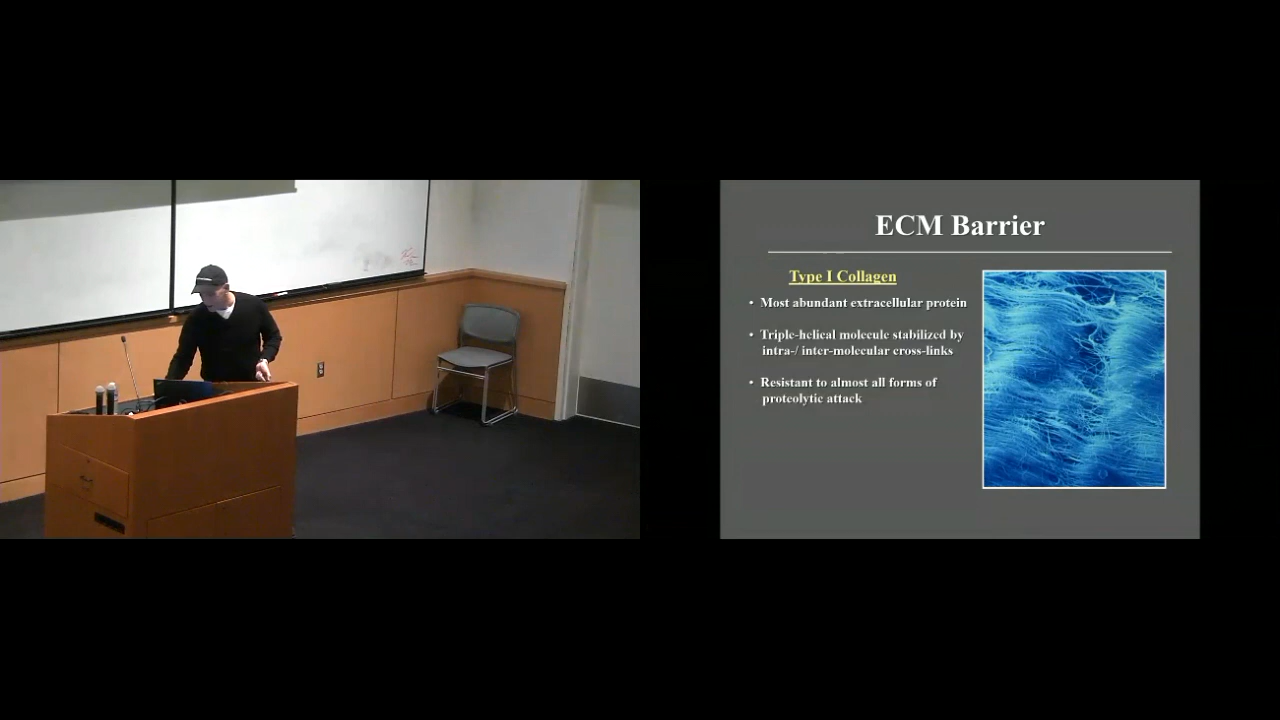 ECM Barrier
Type I Collagen
• Most abundant extracellular protein
• Triple-helical molecule stabilized by
intra-/ inter-molecular cross-links
• Resistant to almost all forms of
proteolytic attack